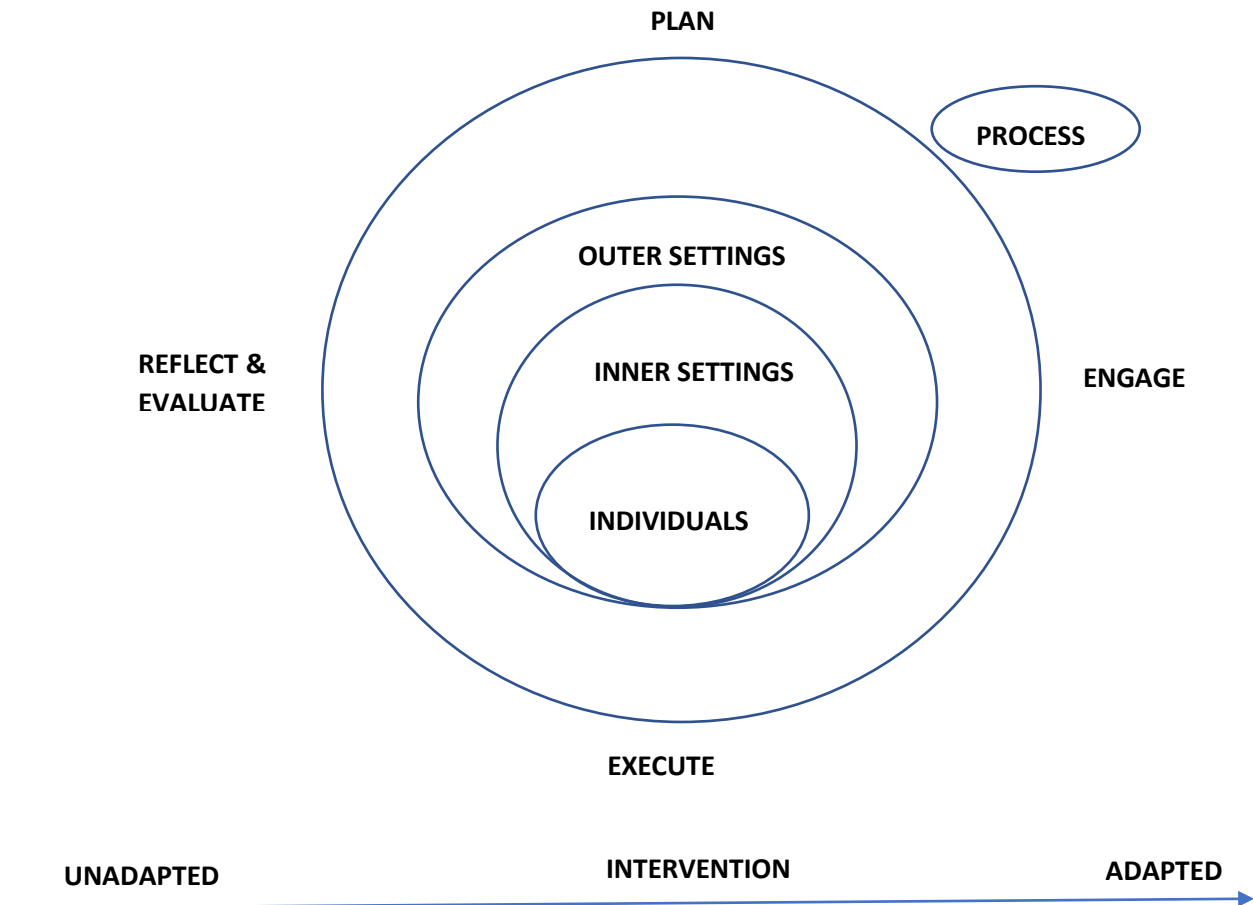 PLAN
PROCESS
OUTER SETTINGS
INNER SETTINGS
REFLECT &
EVALUATE
ENGAGE
INDIVIDUALS
EXECUTE
UNADAPTED
INTERVENTION
ADAPTED